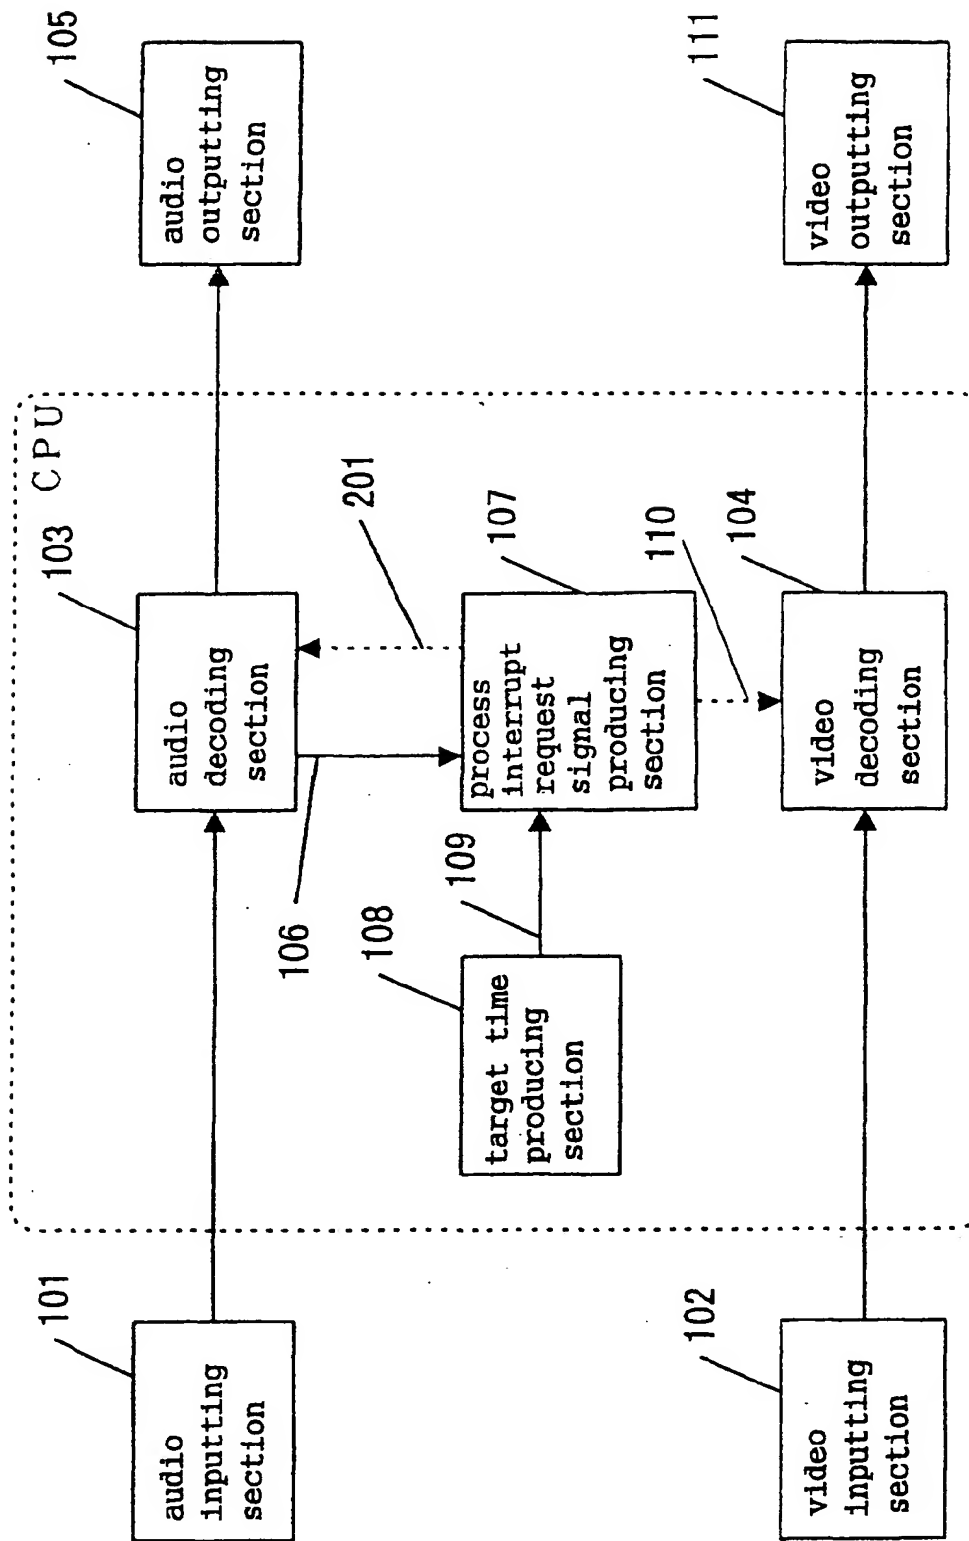 101
audio
inputting
section
CPU
103
audio
decoding
section
105
audio
outputting
section
106
201
108
target time
producing
section
109
107
process
interrupt
request
signal
producing
section
110
102
video
inputting
section
104
video
decoding
section
111
video
outputting
section